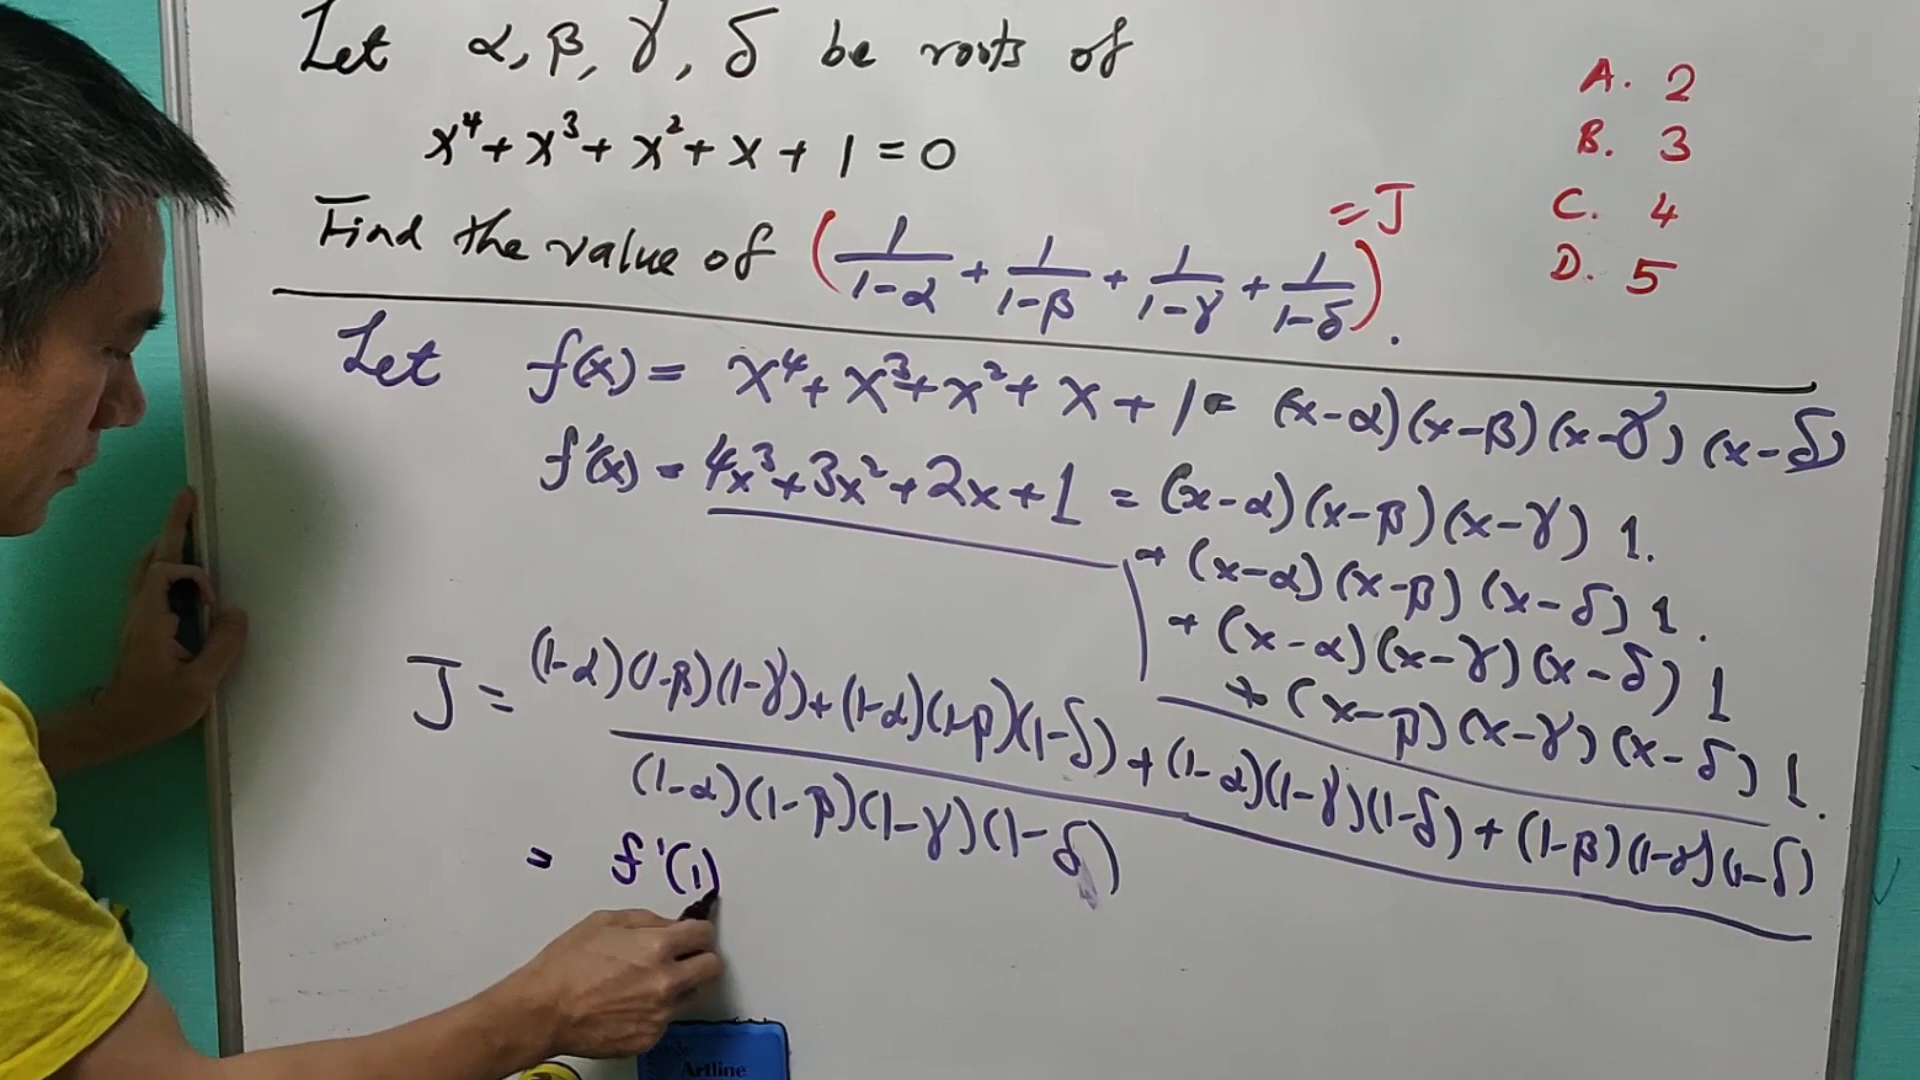 Let α, β, γ, δ be roots of
x⁴ + x³ + x² + x + 1 = 0
Find the value of (1/(1-α) + 1/(1-β) + 1/(1-γ) + 1/(1-δ)) = J.
A. 2
B. 3
C. 4
D. 5
Let f(x) = x⁴ + x³ + x² + x + 1 = (x-α)(x-β)(x-γ)(x-δ)
f'(x) = 4x³ + 3x² + 2x + 1 = (x-α)(x-β)(x-γ) 1.
+ (x-α)(x-β)(x-δ) 1.
+ (x-α)(x-γ)(x-δ) 1
+ (x-β)(x-γ)(x-δ) 1.
J = (1-α)(1-β)(1-γ) + (1-α)(1-β)(1-δ) + (1-α)(1-γ)(1-δ) + (1-β)(1-γ)(1-δ)
(1-α)(1-β)(1-γ)(1-δ)
= f'(1)
Artline